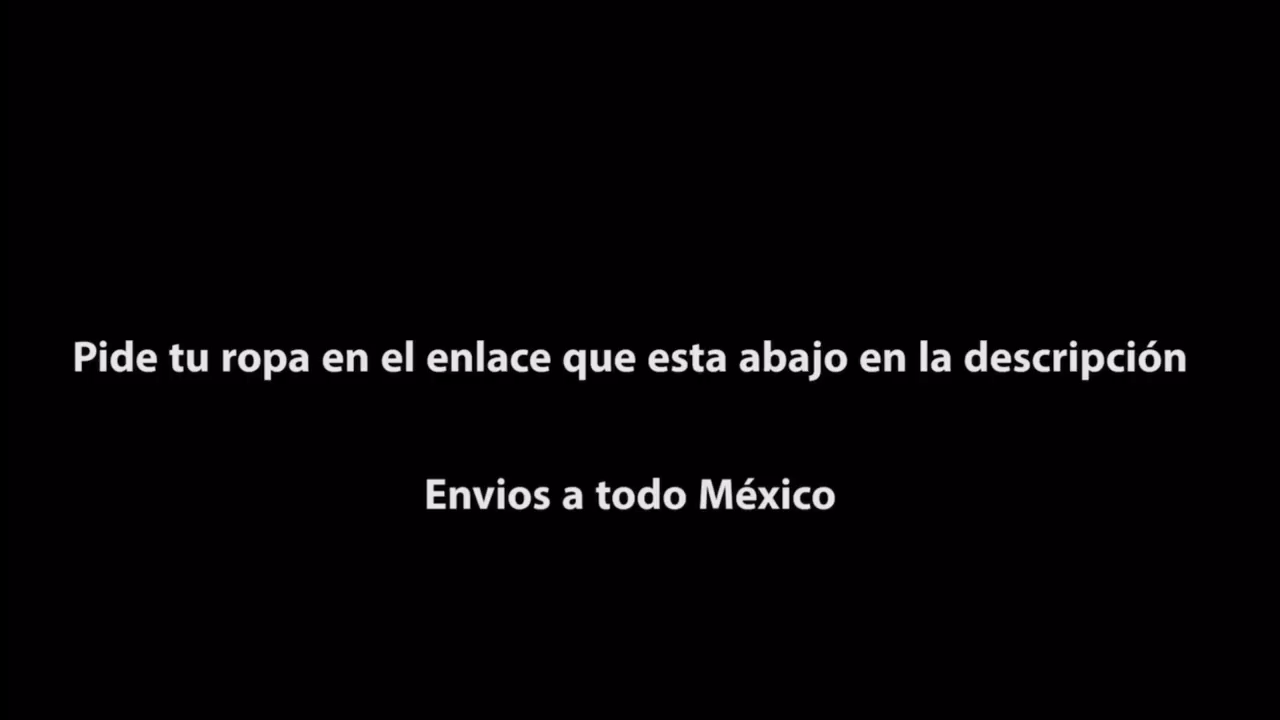 Pide tu ropa en el enlace que esta abajo en la descripción
Envios a todo México